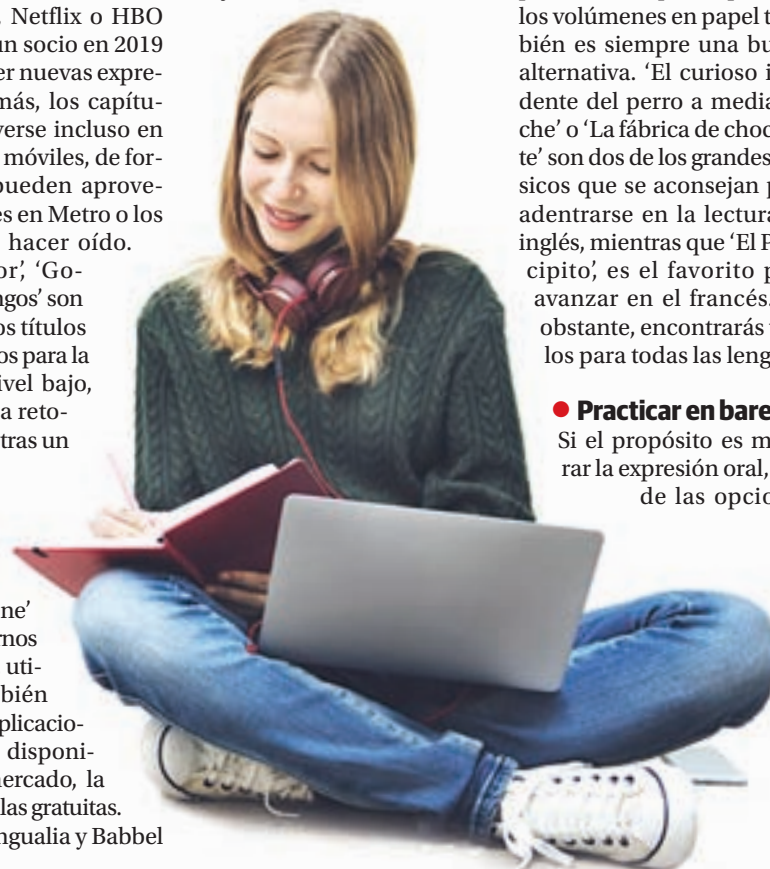 Netflix o HBO
un socio en 2019
er nuevas expre-
más, los capítu-
verse incluso en
móviles, de for-
pueden aprove-
es en Metro o los
hacer oído.
or’, ‘Go-
ngos’ son
os títulos
os para la
ivel bajo,
a reto-
tras un
ne’
rnos
uti-
bién
plicacio-
disponi-
ercado, la
las gratuitas.
ngualia y Babbel
los volúmenes en papel t
bién es siempre una bu
alternativa. ‘El curioso i
dente del perro a media
che’ o ‘La fábrica de choc
te’ son dos de los grandes
sicos que se aconsejan p
adentrarse en la lectura
inglés, mientras que ‘El P
cipito’, es el favorito p
avanzar en el francés.
obstante, encontrarás t
los para todas las leng
● Practicar en bare
Si el propósito es m
rar la expresión oral,
de las opcio